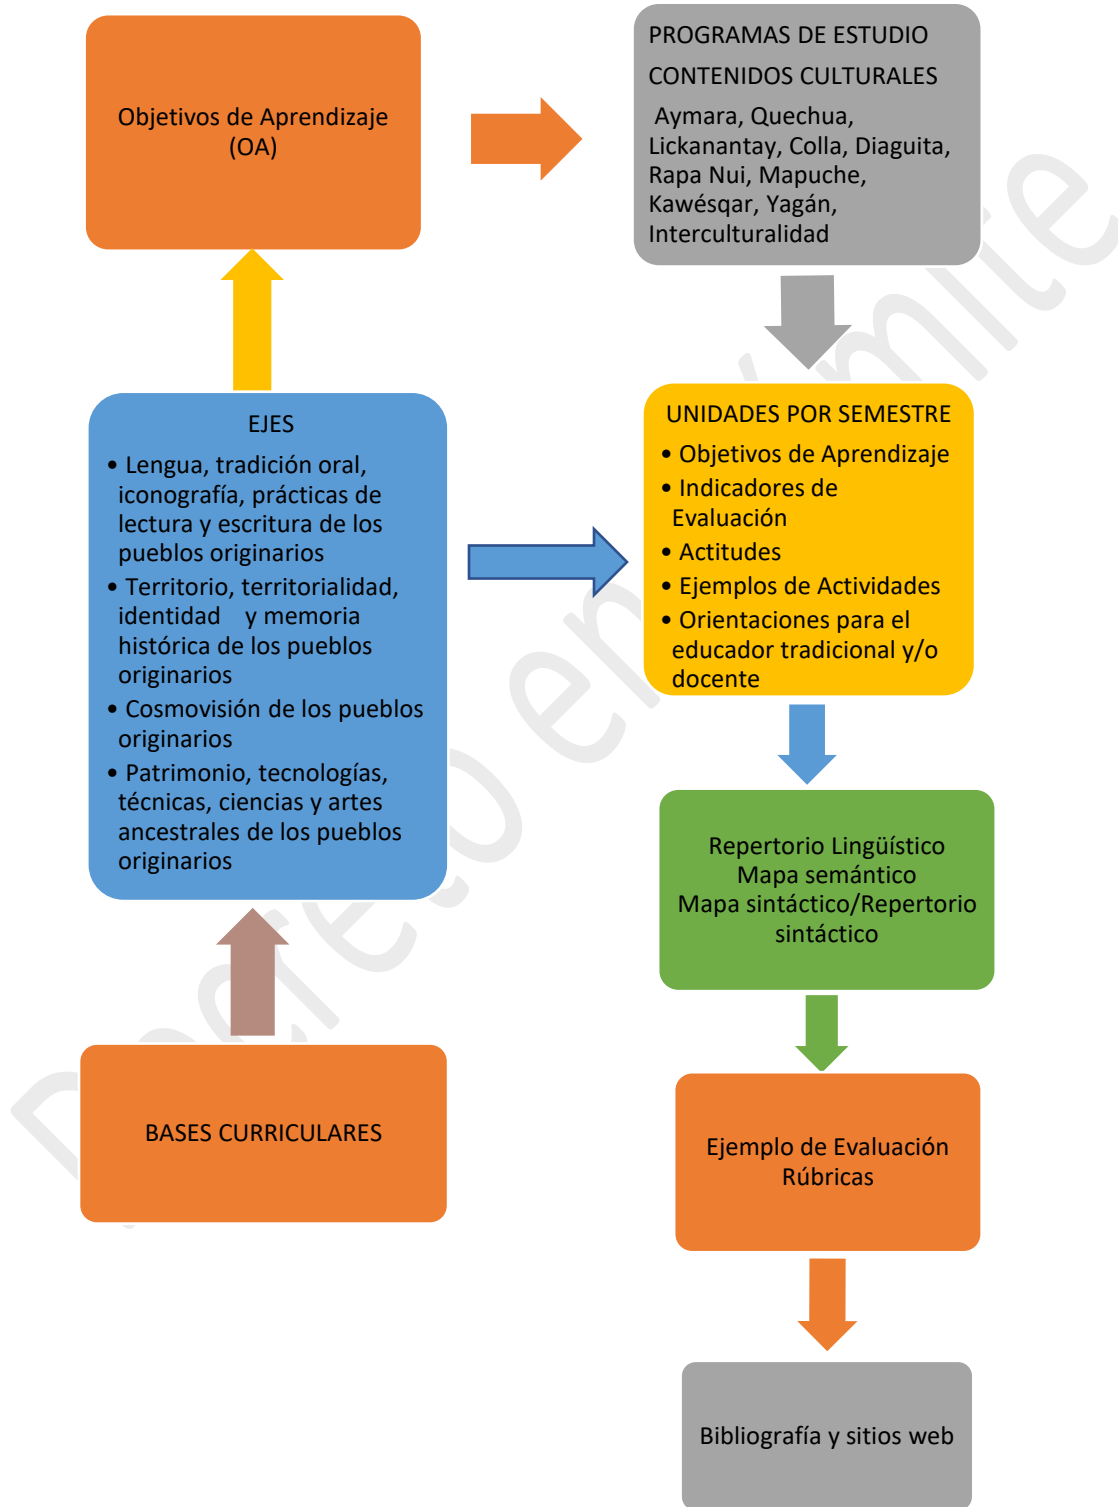 Objetivos de Aprendizaje
(OA)
PROGRAMAS DE ESTUDIO
CONTENIDOS CULTURALES
Aymara, Quechua,
Lickanantay, Colla, Diaguita,
Rapa Nui, Mapuche,
Kawésqar, Yagán,
Interculturalidad
EJES
• Lengua, tradición oral,
iconografía, prácticas de
lectura y escritura de los
pueblos originarios
• Territorio, territorialidad,
identidad y memoria
histórica de los pueblos
originarios
• Cosmovisión de los pueblos
originarios
• Patrimonio, tecnologías,
técnicas, ciencias y artes
ancestrales de los pueblos
originarios
UNIDADES POR SEMESTRE
• Objetivos de Aprendizaje
• Indicadores de
Evaluación
• Actitudes
• Ejemplos de Actividades
• Orientaciones para el
educador tradicional y/o
docente
Repertorio Lingüístico
Mapa semántico
Mapa sintáctico/Repertorio
sintáctico
BASES CURRICULARES
Ejemplo de Evaluación
Rúbricas
Bibliografía y sitios web